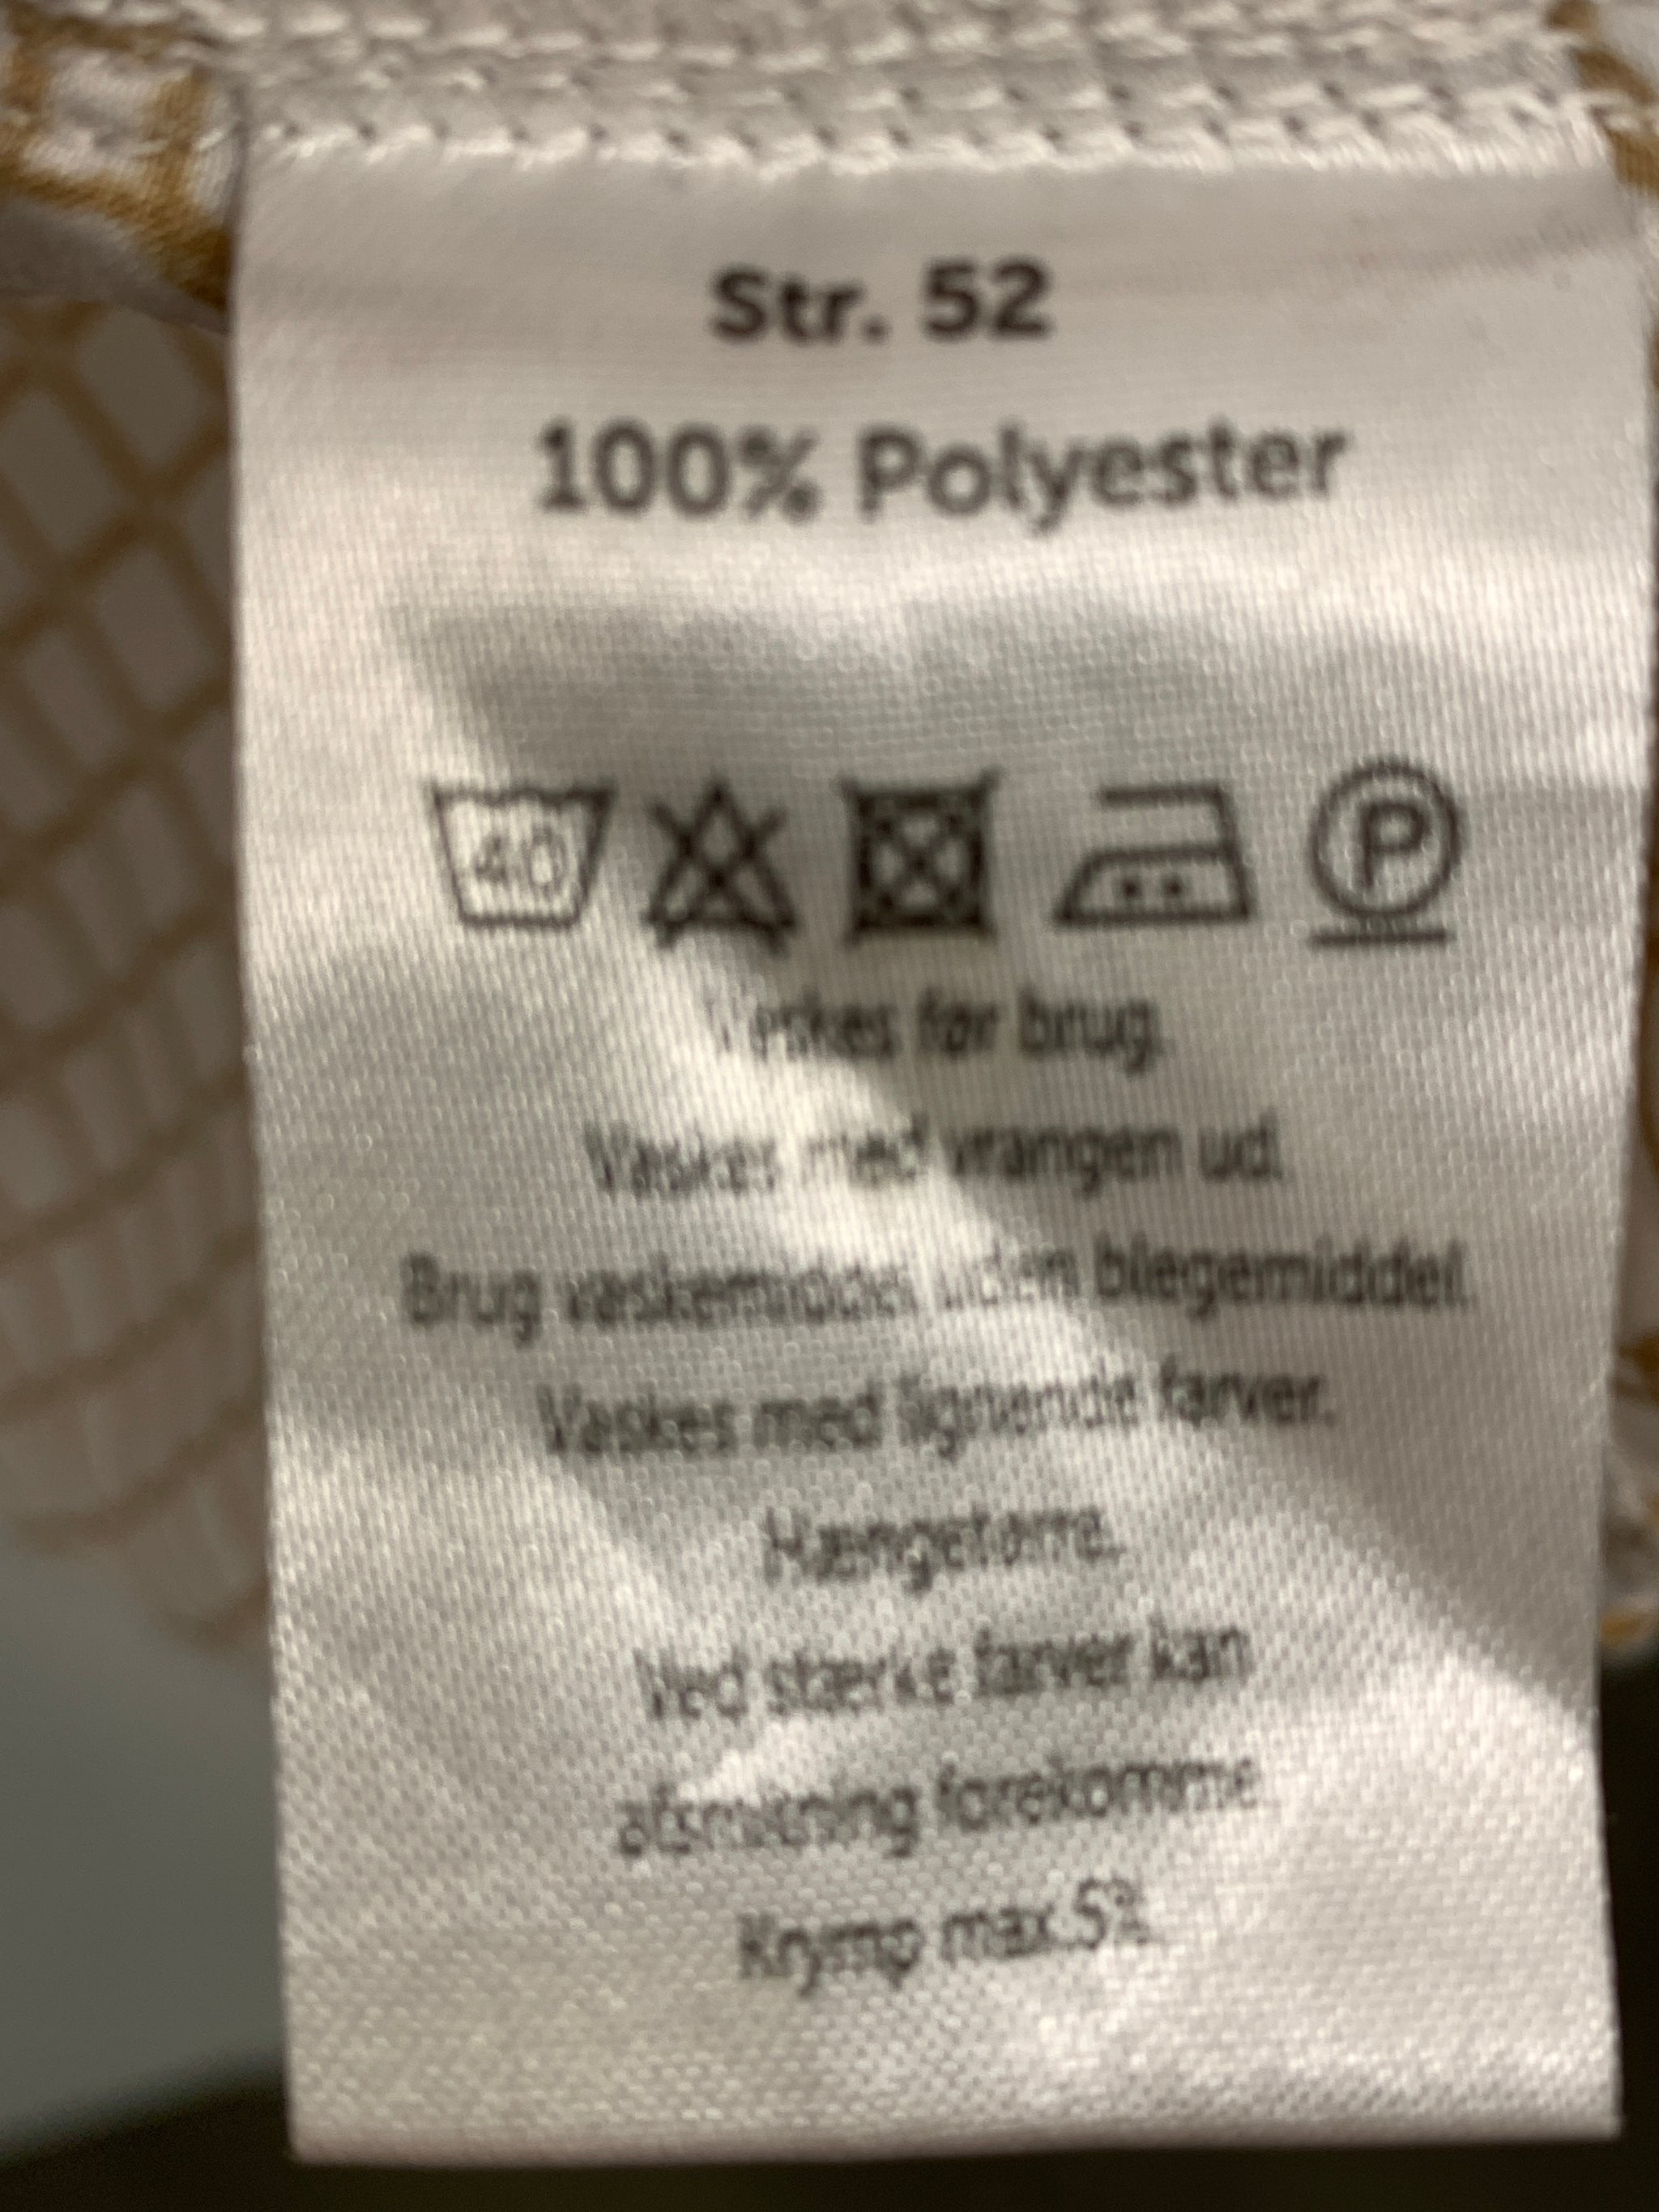 Str. 52
100% Polyester
40 P
Vaskes før brug.
Vaskes med vrangen ud.
Brug vaskemiddel uden blegemiddel.
Vaskes med lignende farver.
Hængetørre.
Ved stærke farver kan
afsmitning forekomme.
Krymp max.5%